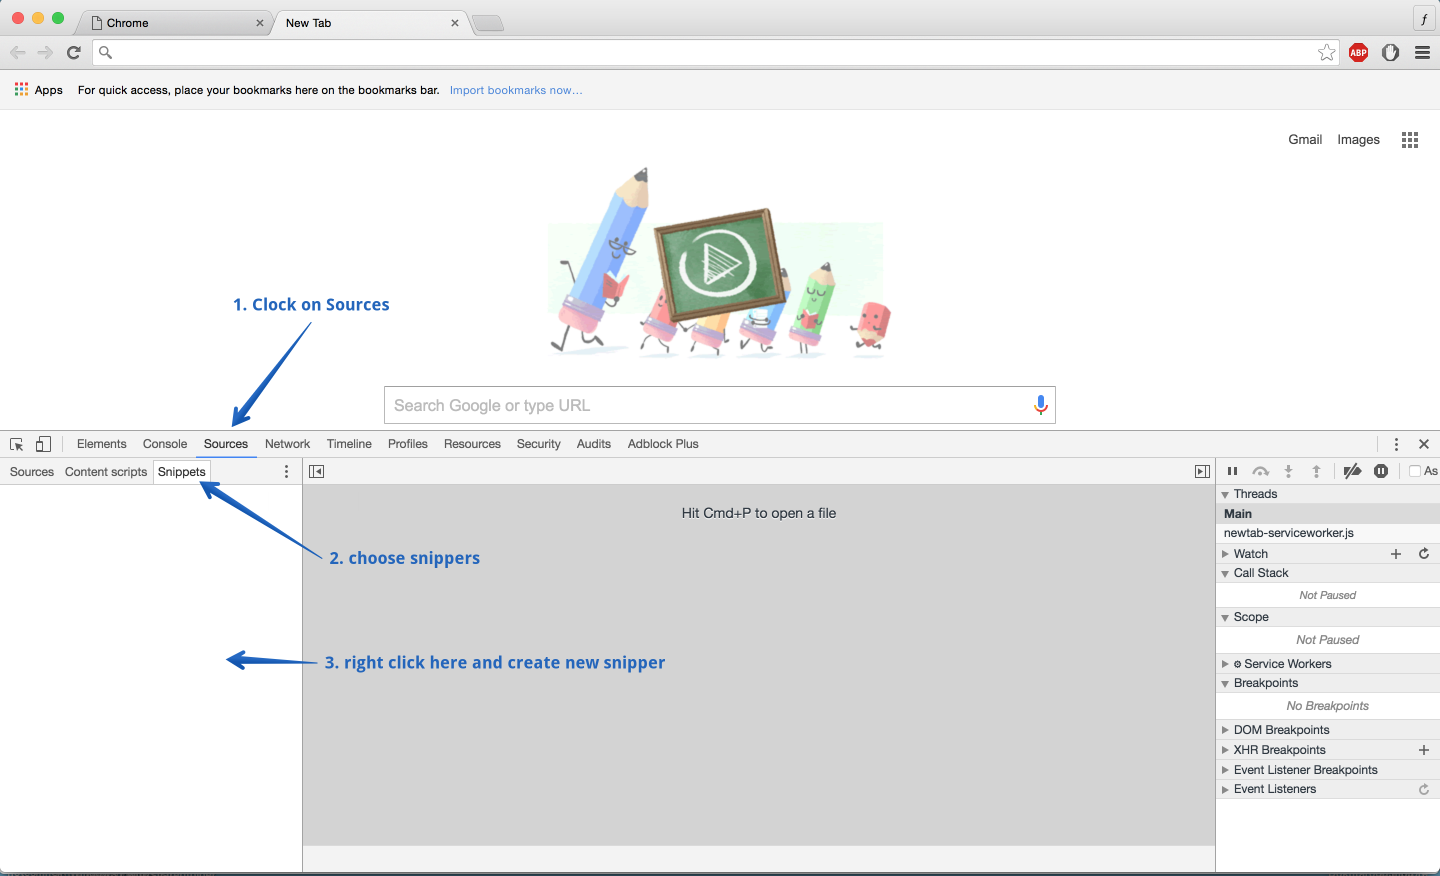 Chrome
New Tab
ƒ
ABP
Apps
For quick access, place your bookmarks here on the bookmarks bar.
Import bookmarks now...
Gmail
Images
1. Clock on Sources
Search Google or type URL
Elements
Console
Sources
Network
Timeline
Profiles
Resources
Security
Audits
Adblock Plus
Sources
Content scripts
Snippets
As
Hit Cmd+P to open a file
2. choose snippers
3. right click here and create new snipper
Threads
Main
newtab-serviceworker.js
Watch
Call Stack
Not Paused
Scope
Not Paused
Service Workers
Breakpoints
No Breakpoints
DOM Breakpoints
XHR Breakpoints
Event Listener Breakpoints
Event Listeners